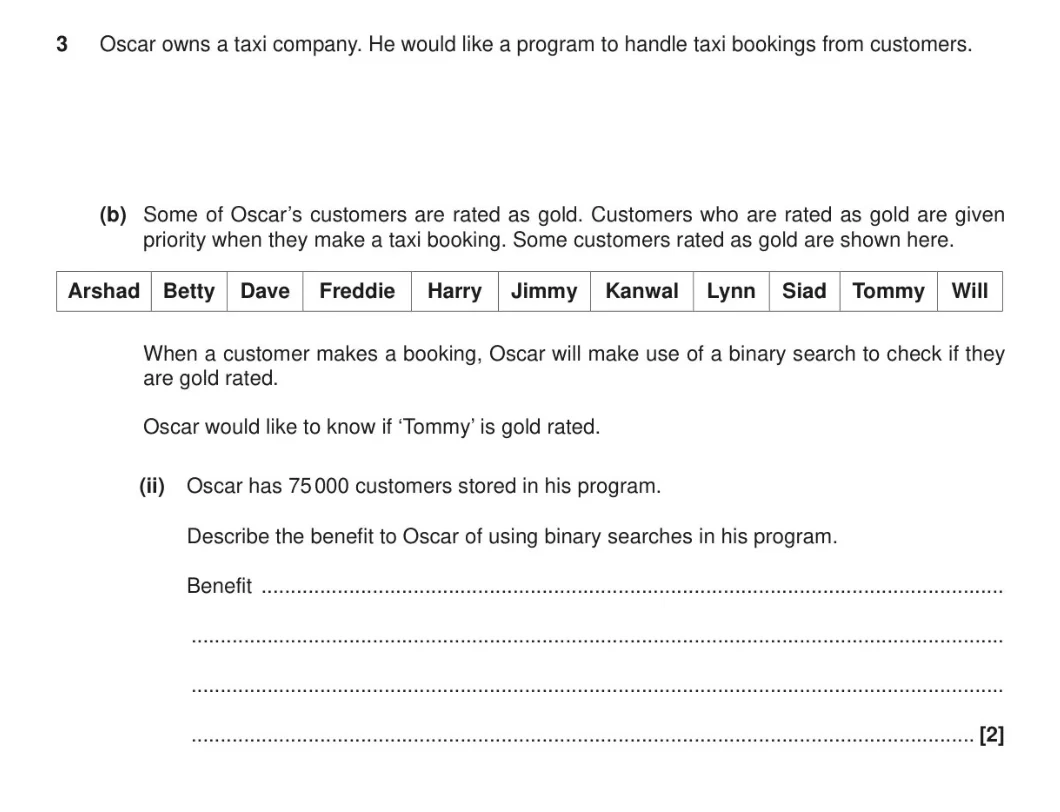 3 Oscar owns a taxi company. He would like a program to handle taxi bookings from customers.
(b) Some of Oscar’s customers are rated as gold. Customers who are rated as gold are given
priority when they make a taxi booking. Some customers rated as gold are shown here.
Arshad Betty Dave Freddie Harry Jimmy Kanwal Lynn Siad Tommy Will
When a customer makes a booking, Oscar will make use of a binary search to check if they
are gold rated.
Oscar would like to know if ‘Tommy’ is gold rated.
(ii) Oscar has 75 000 customers stored in his program.
Describe the benefit to Oscar of using binary searches in his program.
Benefit ..........................................................................................................................
..........................................................................................................................................
..........................................................................................................................................
..................................................................................................................................... [2]